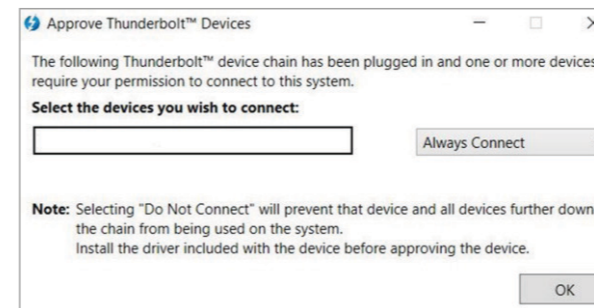 Approve Thunderbolt™ Devices
The following Thunderbolt™ device chain has been plugged in and one or more devices
require your permission to connect to this system.
Select the devices you wish to connect:
Always Connect
Note: Selecting "Do Not Connect" will prevent that device and all devices further down
the chain from being used on the system.
Install the driver included with the device before approving the device.
OK